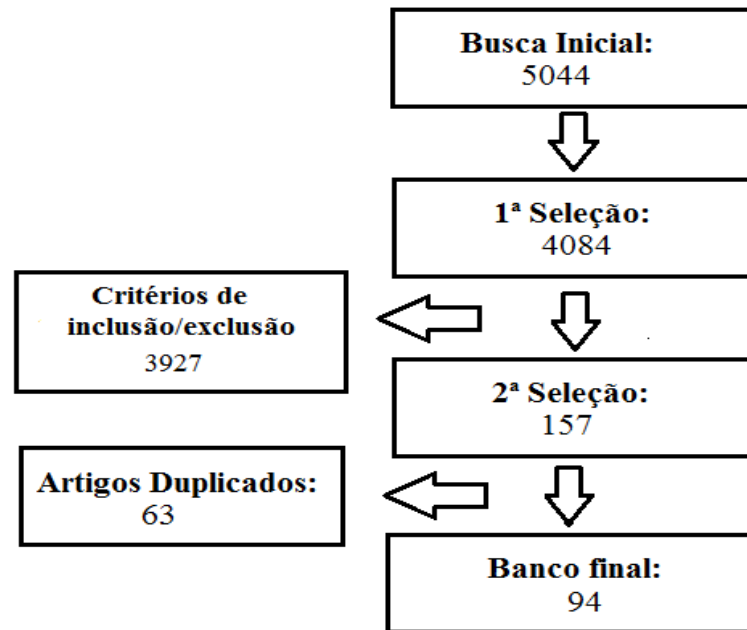 Busca Inicial:
5044
1ª Seleção:
4084
Critérios de
inclusão/exclusão
3927
2ª Seleção:
157
Artigos Duplicados:
63
Banco final:
94